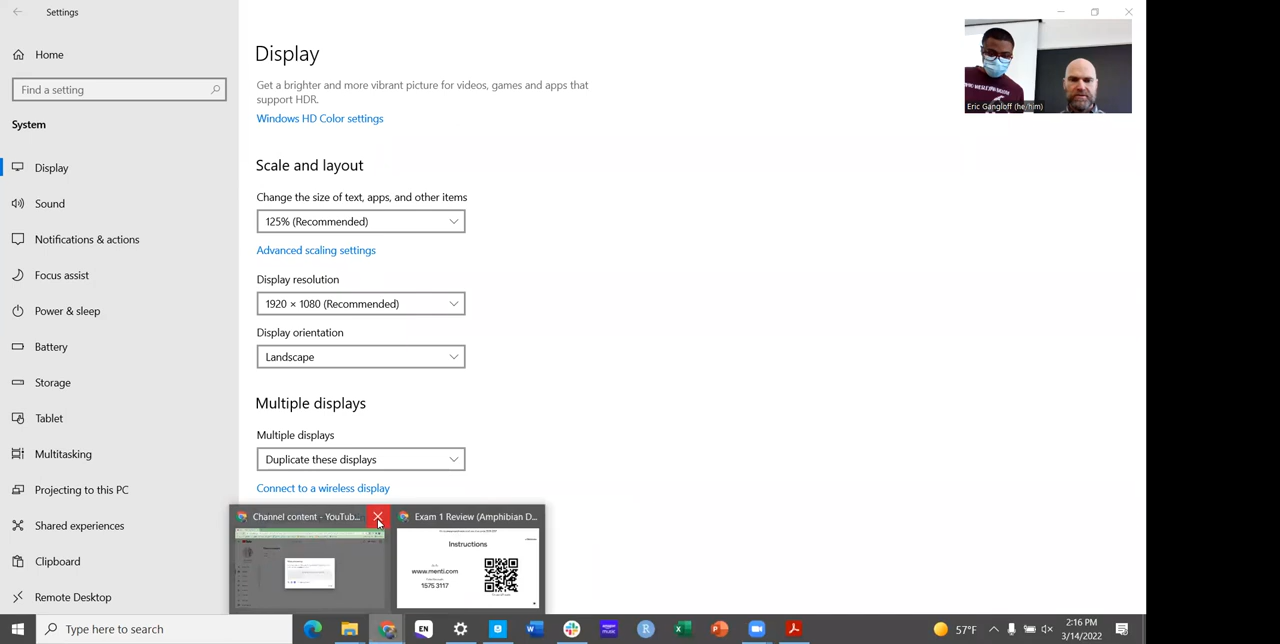 Settings
Home
Find a setting
System
Display
Sound
Notifications & actions
Focus assist
Power & sleep
Battery
Storage
Tablet
Multitasking
Projecting to this PC
Shared experiences
Clipboard
Remote Desktop
Display
Get a brighter and more vibrant picture for videos, games and apps that
support HDR.
Windows HD Color settings
Scale and layout
Change the size of text, apps, and other items
125% (Recommended)
Advanced scaling settings
Display resolution
1920 × 1080 (Recommended)
Display orientation
Landscape
Multiple displays
Multiple displays
Duplicate these displays
Connect to a wireless display
Eric Gangloff (he/him)
Channel content - YouTub...
Exam 1 Review (Amphibian D...
Instructions
www.menti.com
1575 3117
Type here to search
EN
57°F
2:16 PM
3/14/2022